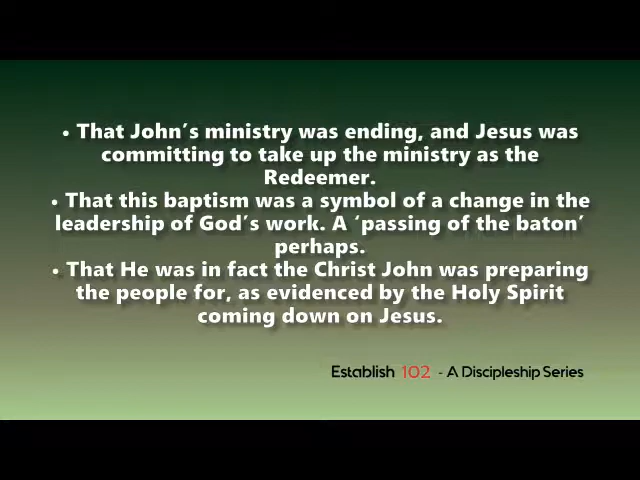 • That John's ministry was ending, and Jesus was
committing to take up the ministry as the
Redeemer.
• That this baptism was a symbol of a change in the
leadership of God's work. A ‘passing of the baton’
perhaps.
• That He was in fact the Christ John was preparing
the people for, as evidenced by the Holy Spirit
coming down on Jesus.
Establish 102 - A Discipleship Series